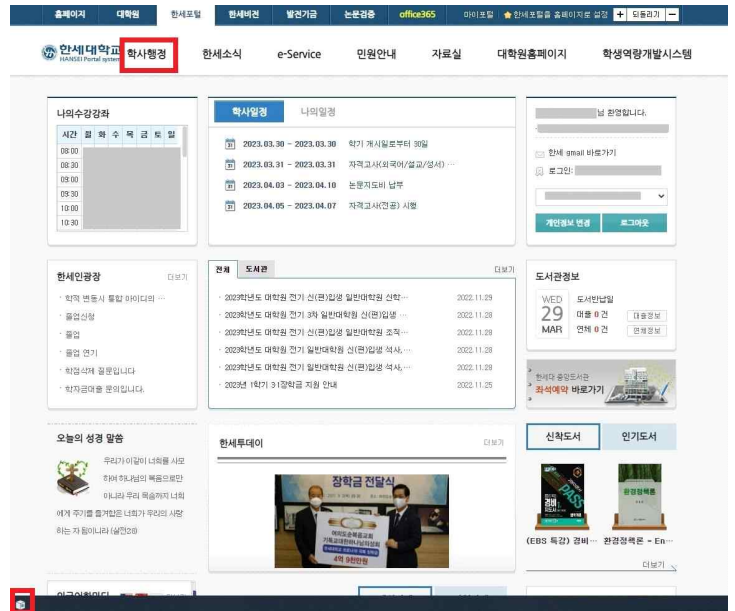 홈페이지 대학원 한세포털 한세비전 발전기금 논문검증 office365 마이포털 한세포털을 홈페이지로 설정 + 되돌리기 -
한세대학교 HANSEI Portal system
학사행정 한세소식 e-Service 민원안내 자료실 대학원홈페이지 학생역량개발시스템
나의수강강좌
시간 월 화 수 목 금 토 일
08:00
08:30
09:00
09:30
10:00
10:30
학사일정 나의일정
2023.03.30 - 2023.03.30 학기 개시일로부터 30일
2023.03.31 - 2023.03.31 자격고사(외국어/설교/성서) …
2023.04.03 - 2023.04.10 논문지도비 납부
2023.04.05 - 2023.04.07 자격고사(전공) 시행
님 환영합니다.
한세 gmail 바로가기
로그인:
개인정보 변경 로그아웃
한세인광장 더보기
· 학적 변동시 통합 아이디의 …
· 졸업신청
· 졸업
· 졸업 연기
· 학점삭제 질문입니다
· 학자금대출 문의입니다.
전체 도서관 더보기
· 2023학년도 대학원 전기 신(편)입생 일반대학원 신학… 2022.11.29
· 2023학년도 대학원 전기 3차 일반대학원 신(편)입생 … 2022.11.28
· 2023학년도 대학원 전기 신(편)입생 일반대학원 조직… 2022.11.28
· 2023학년도 대학원 전기 일반대학원 신(편)입생 석사,… 2022.11.28
· 2023학년도 대학원 전기 일반대학원 신(편)입생 석사,… 2022.11.28
· 2023년 1학기 3·1장학금 지원 안내 2022.11.25
도서관정보
WED 29 MAR
도서반납일
대출 0 건 대출정보
연체 0 건 연체정보
한세대 중앙도서관
좌석예약 바로가기
오늘의 성경 말씀
우리가 이같이 너희를 사모
하여 하나님의 복음으로만
아니라 우리 목숨까지 너희
에게 주기를 즐겨함은 너희가 우리의 사랑
하는 자 됨이니라 (살전2:8)
한세투데이 더보기
장학금 전달식
여의도순복음교회
4억 9천만원
신착도서 인기도서
PASS
환경정책론
(EBS 특강) 경비… 환경정책론 = En…
더보기